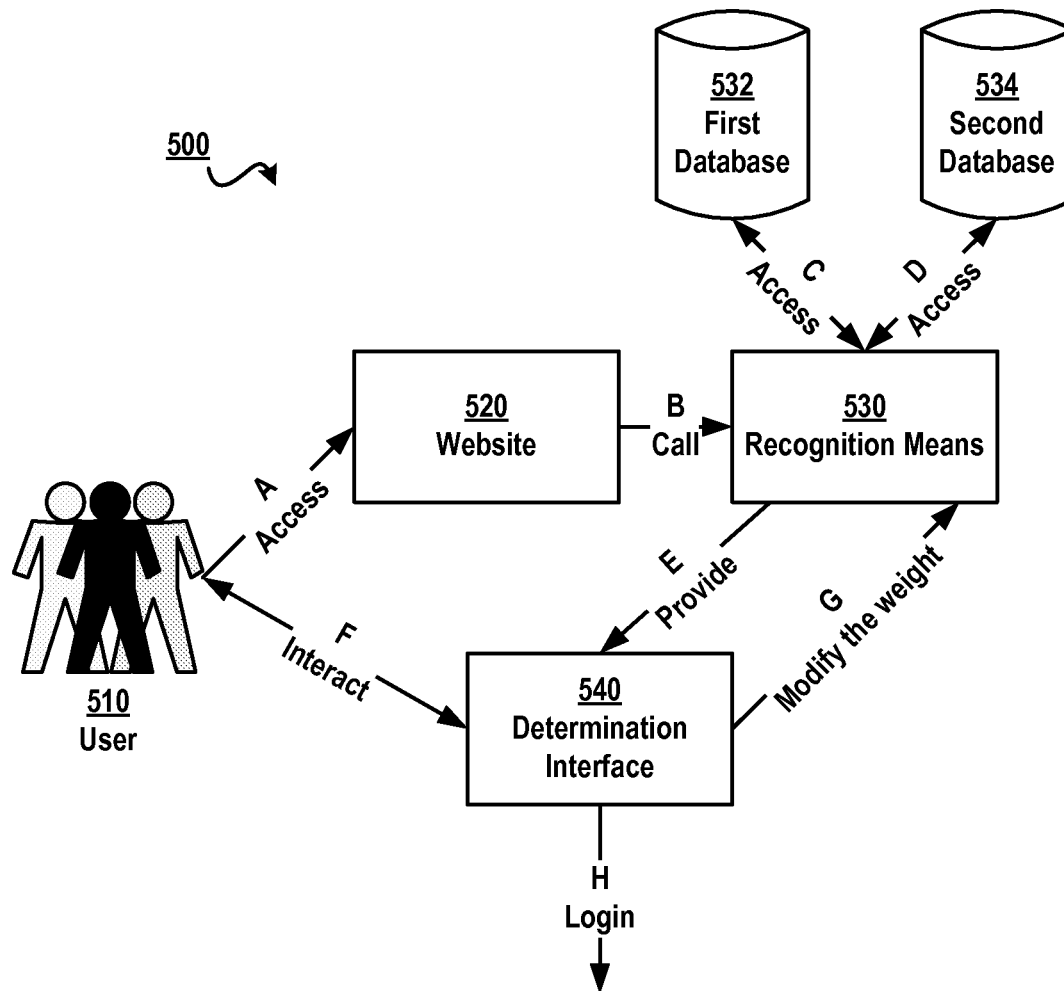 532
First
Database
534
Second
Database
500
C
Access
D
Access
520
Website
B
Call
530
Recognition Means
A
Access
E
Provide
G
Modify the weight
F
Interact
510
User
540
Determination
Interface
H
Login